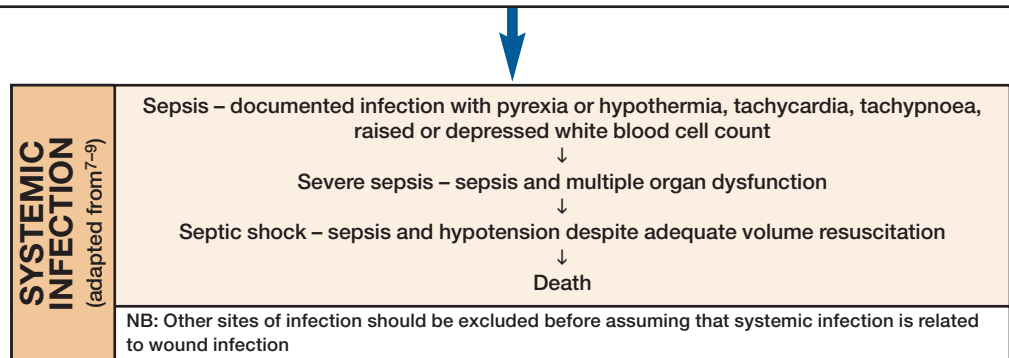 SYSTEMIC
INFECTION
(adapted from7–9)
Sepsis – documented infection with pyrexia or hypothermia, tachycardia, tachypnoea,
raised or depressed white blood cell count
↓
Severe sepsis – sepsis and multiple organ dysfunction
↓
Septic shock – sepsis and hypotension despite adequate volume resuscitation
↓
Death
NB: Other sites of infection should be excluded before assuming that systemic infection is related
to wound infection